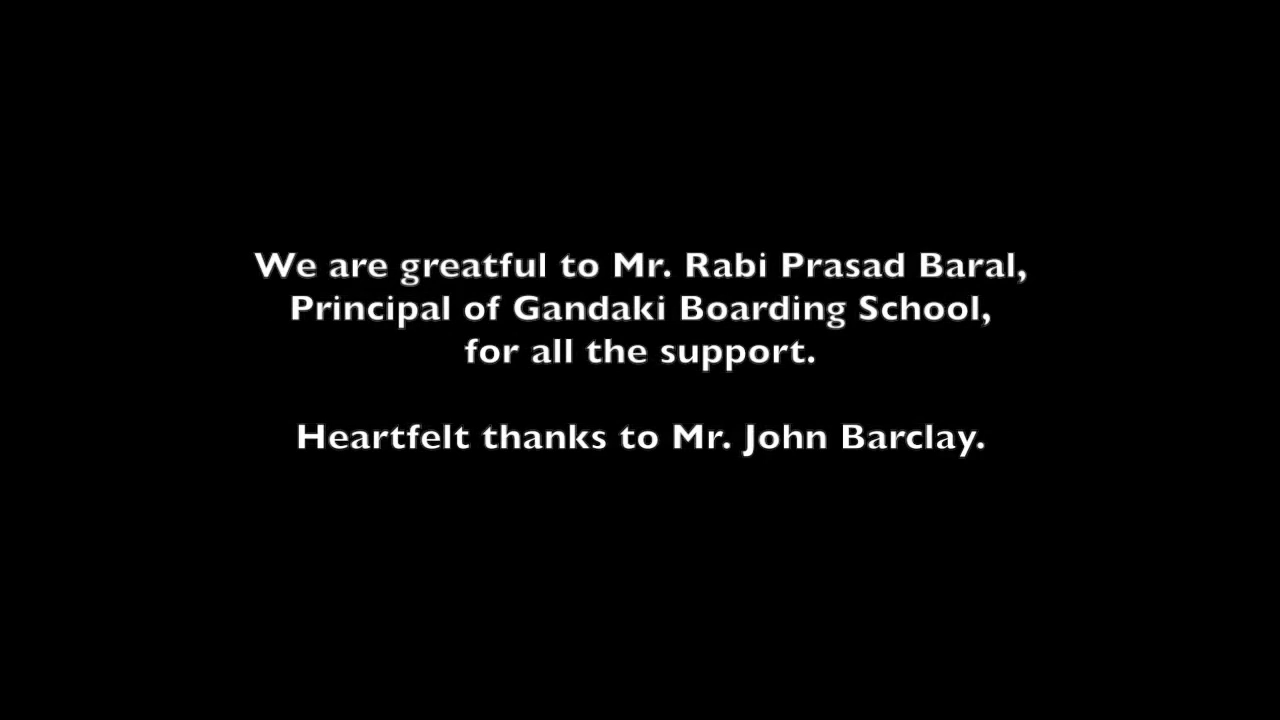 We are greatful to Mr. Rabi Prasad Baral,
Principal of Gandaki Boarding School,
for all the support.
Heartfelt thanks to Mr. John Barclay.